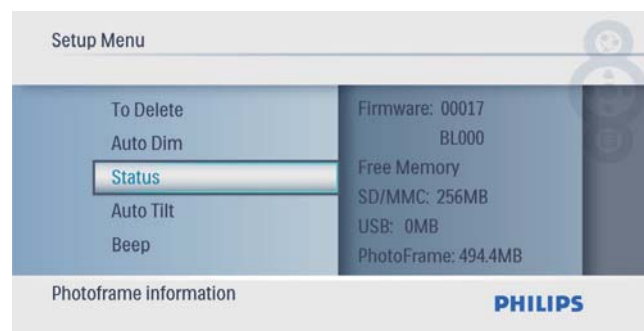 Setup Menu
To Delete
Auto Dim
Status
Auto Tilt
Beep
Firmware: 00017
BL000
Free Memory
SD/MMC: 256MB
USB: 0MB
PhotoFrame: 494.4MB
Photoframe information
PHILIPS